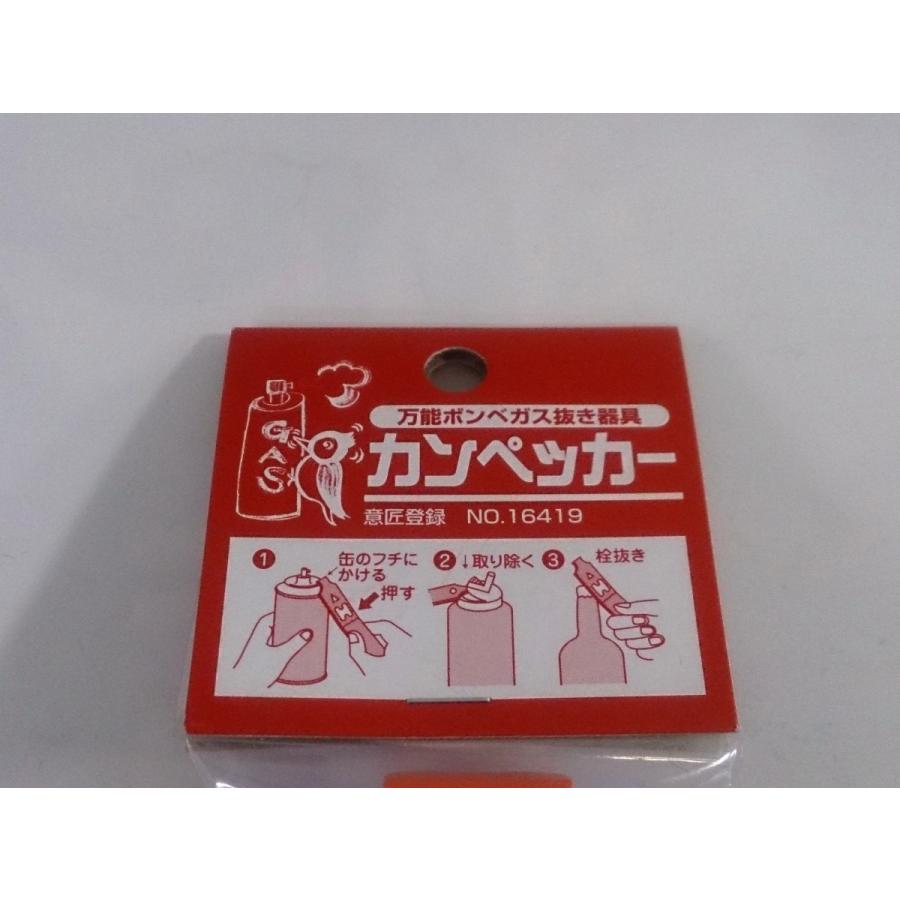 GAS
万能ボンベガス抜き器具
カンペッカー
意匠登録 NO.16419
1 缶のフチに
かける
押す
2 ↓取り除く
3 栓抜き